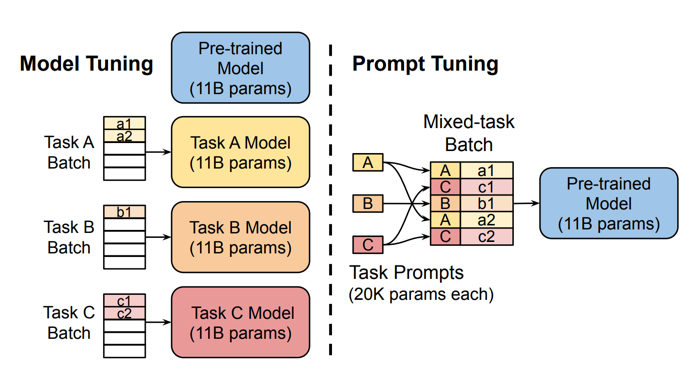 Model Tuning
Pre-trained
Model
(11B params)
a1
a2
Task A
Batch
Task A Model
(11B params)
b1
Task B
Batch
Task B Model
(11B params)
c1
c2
Task C
Batch
Task C Model
(11B params)
Prompt Tuning
Mixed-task
Batch
A
B
C
A a1
C c1
B b1
A a2
C c2
Task Prompts
(20K params each)
Pre-trained
Model
(11B params)